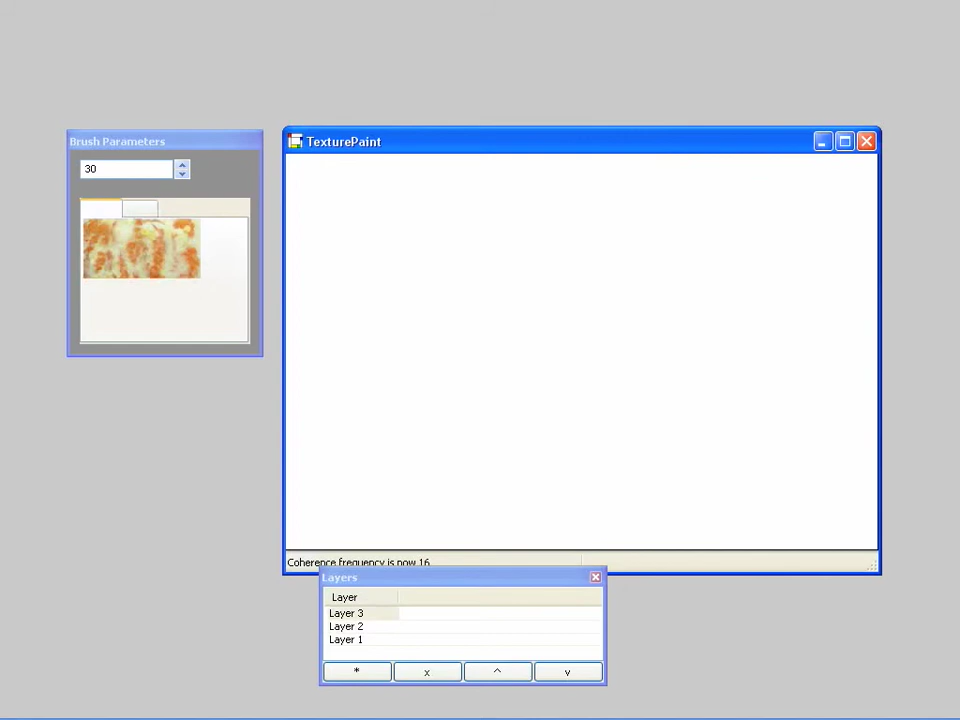 Brush Parameters
30
TexturePaint
Coherence frequency is now 16
Layers
Layer
Layer 3
Layer 2
Layer 1
* x ^ v